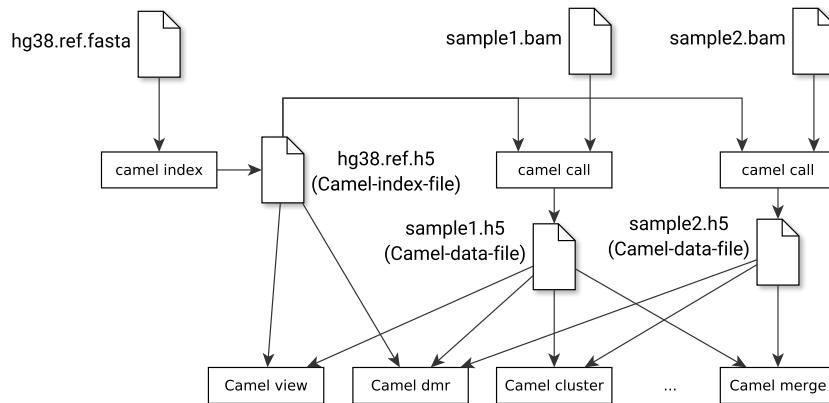 hg38.ref.fasta
sample1.bam
sample2.bam
camel index
hg38.ref.h5
(Camel-index-file)
camel call
camel call
sample1.h5
(Camel-data-file)
sample2.h5
(Camel-data-file)
Camel view
Camel dmr
Camel cluster
...
Camel merge